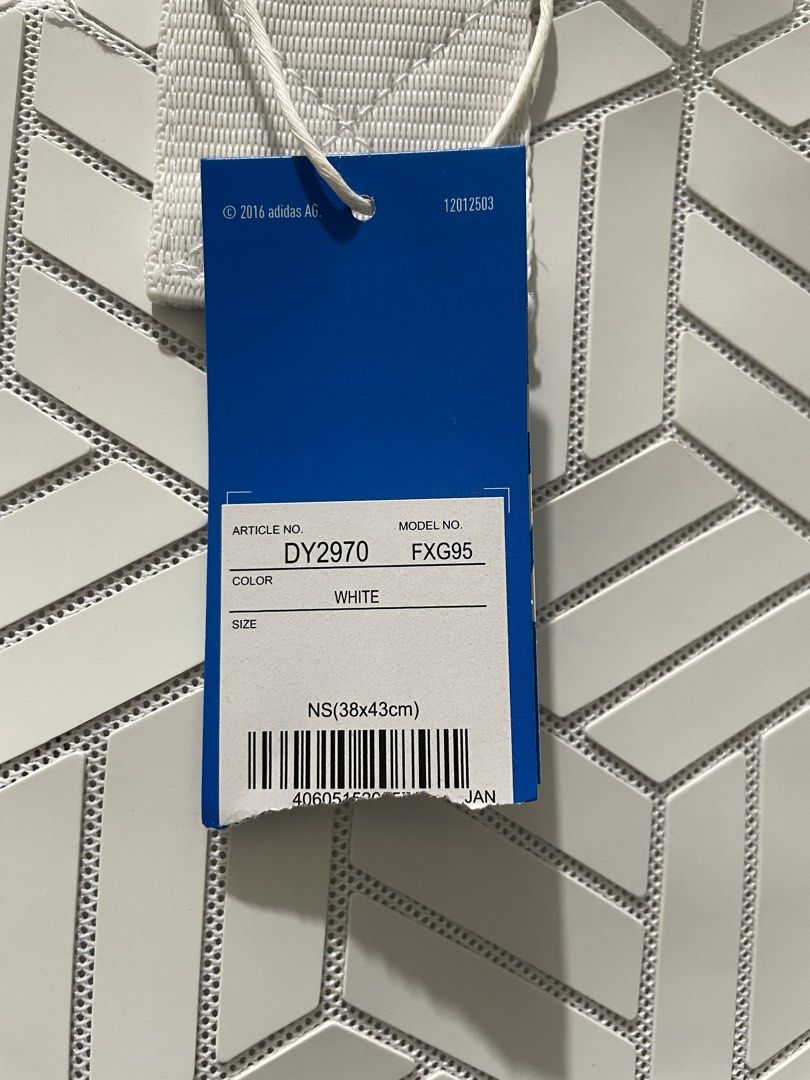 © 2016 adidas AG. 12012503
ARTICLE NO. MODEL NO.
DY2970 FXG95
COLOR
WHITE
SIZE
NS(38x43cm)
JAN